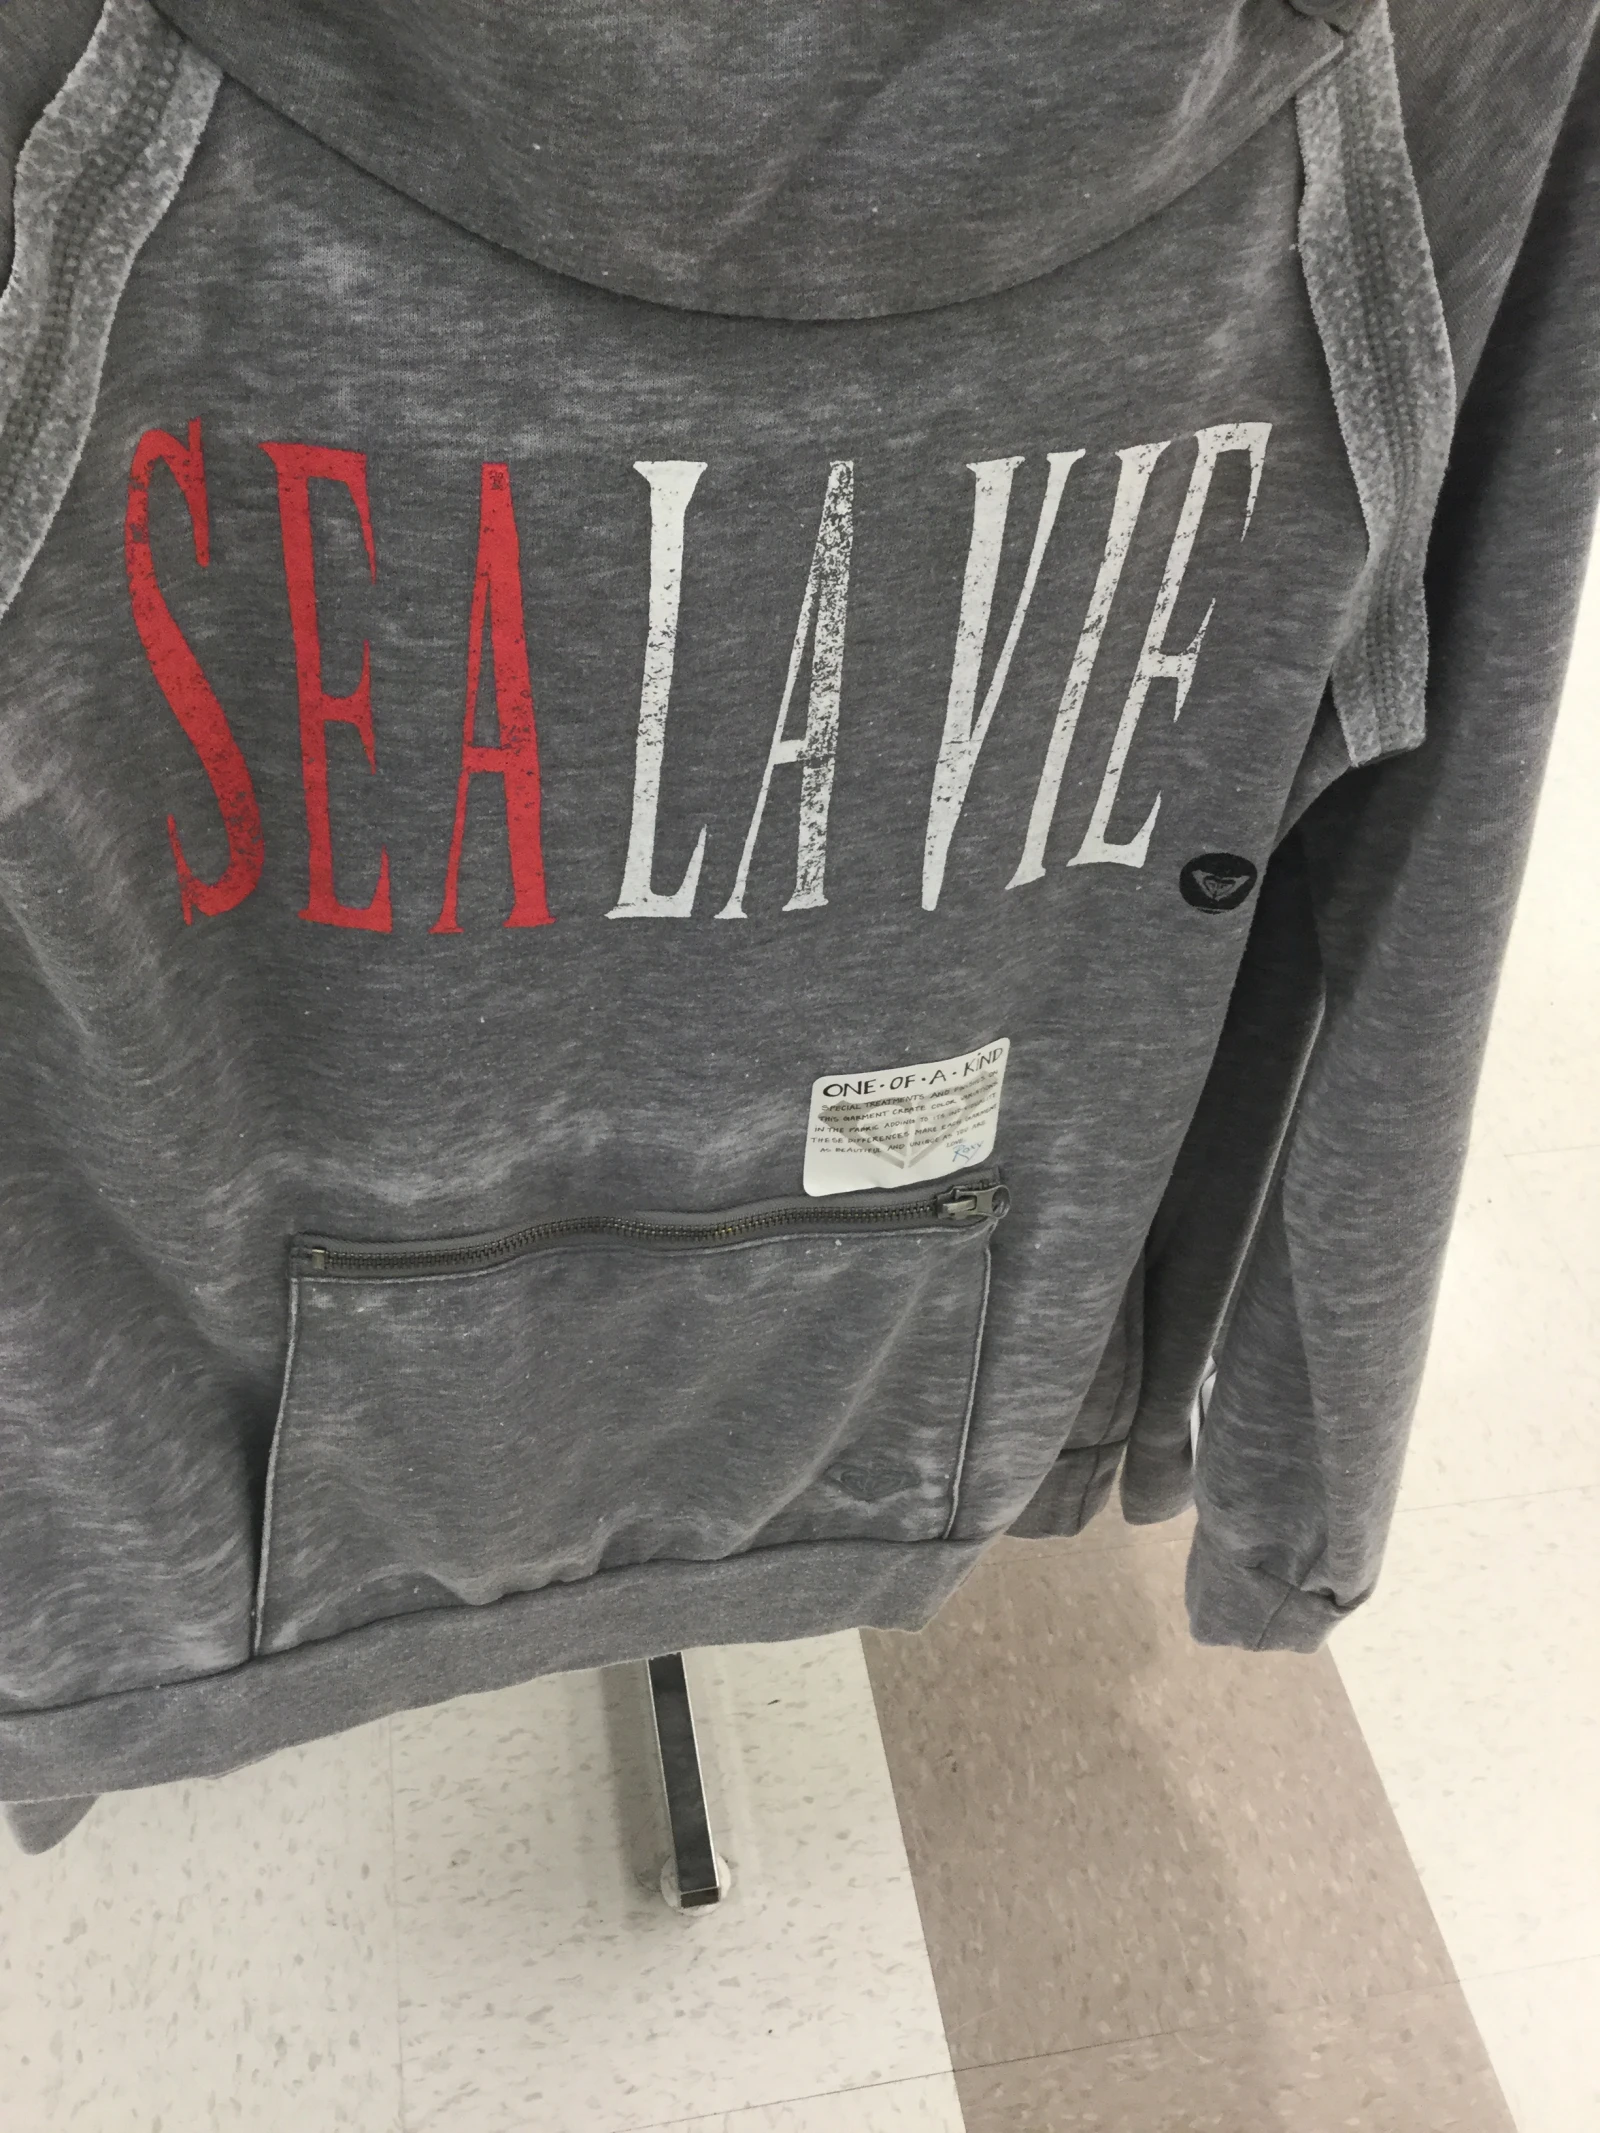 SEA LA VIE
ONE·OF·A·KIND
SPECIAL TREATMENTS AND FINISHES ON
THIS GARMENT CREATE COLOR VARIATIONS
IN THE FABRIC ADDING TO ITS INDIVIDUALITY
THESE DIFFERENCES MAKE EACH GARMENT
AS BEAUTIFUL AND UNIQUE AS YOU ARE
LOVE,
Roxy